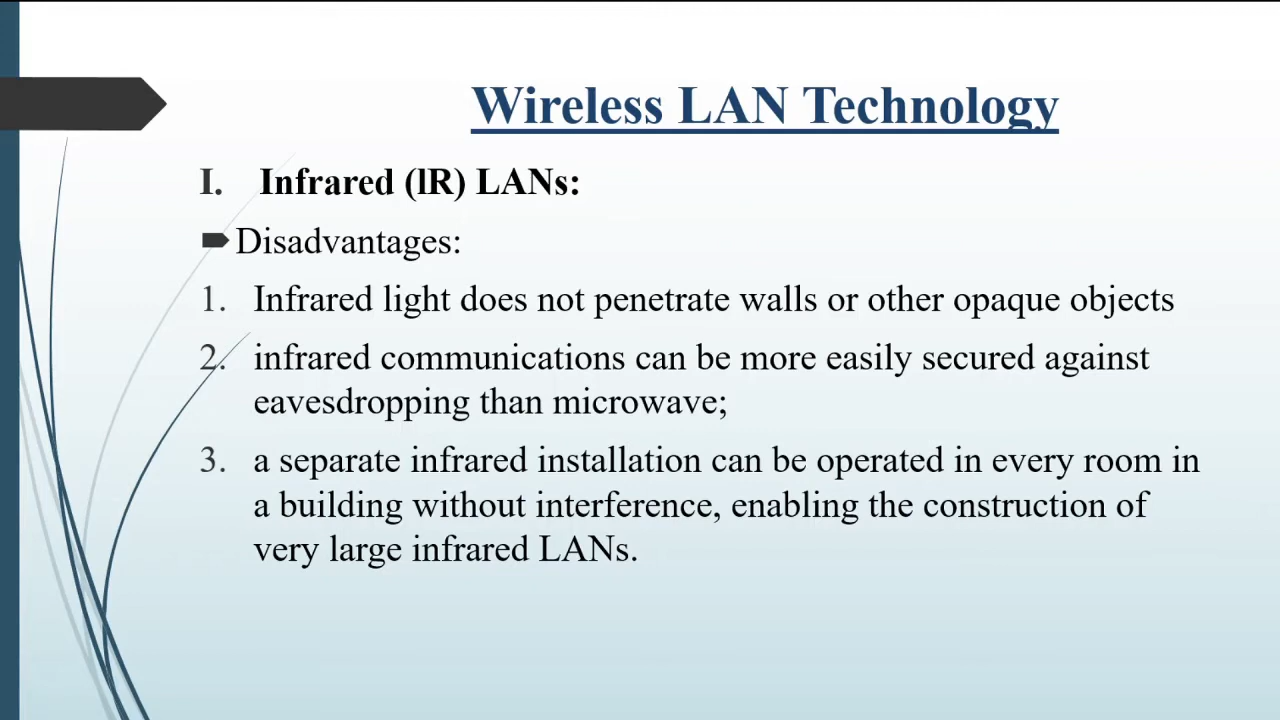 Wireless LAN Technology
I. Infrared (lR) LANs:
Disadvantages:
1. Infrared light does not penetrate walls or other opaque objects
2. infrared communications can be more easily secured against
eavesdropping than microwave;
3. a separate infrared installation can be operated in every room in
a building without interference, enabling the construction of
very large infrared LANs.